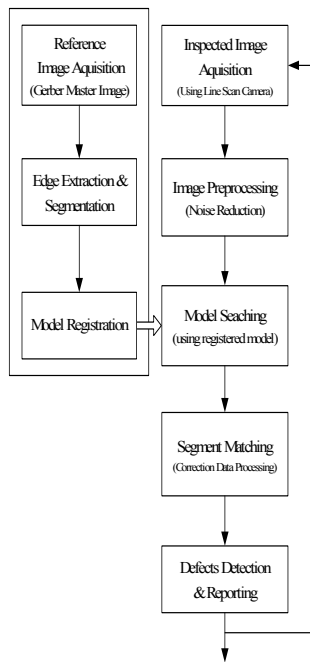 Reference
Image Aquisition
(Gerber Master Image)
Edge Extraction &
Segmentation
Model Registration
Inspected Image
Aquisition
(Using Line Scan Camera)
Image Preprocessing
(Noise Reduction)
Model Seaching
(using registered model)
Segment Matching
(Correction Data Processing)
Defects Detection
& Reporting